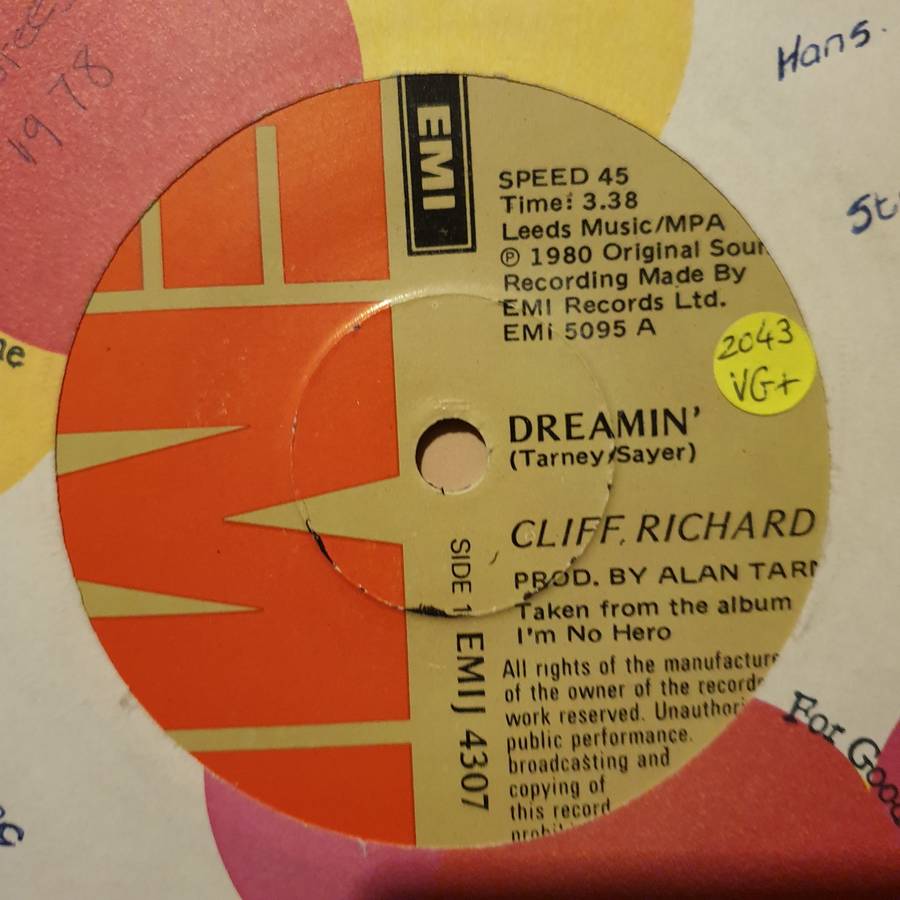 1978
Hans.
EMI
SPEED 45
Time: 3.38
Leeds Music/MPA
℗ 1980 Original Soun
Recording Made By
EMI Records Ltd.
EMi 5095 A
2043
VG+
DREAMIN'
(Tarney/Sayer)
CLIFF RICHARD
PROD. BY ALAN TARN
Taken from the album
I'm No Hero
SIDE 1 EMIJ 4307
All rights of the manufacture
of the owner of the record
work reserved. Unauthori
public performance.
broadcasting and
copying of
this record
prohi
For Goo